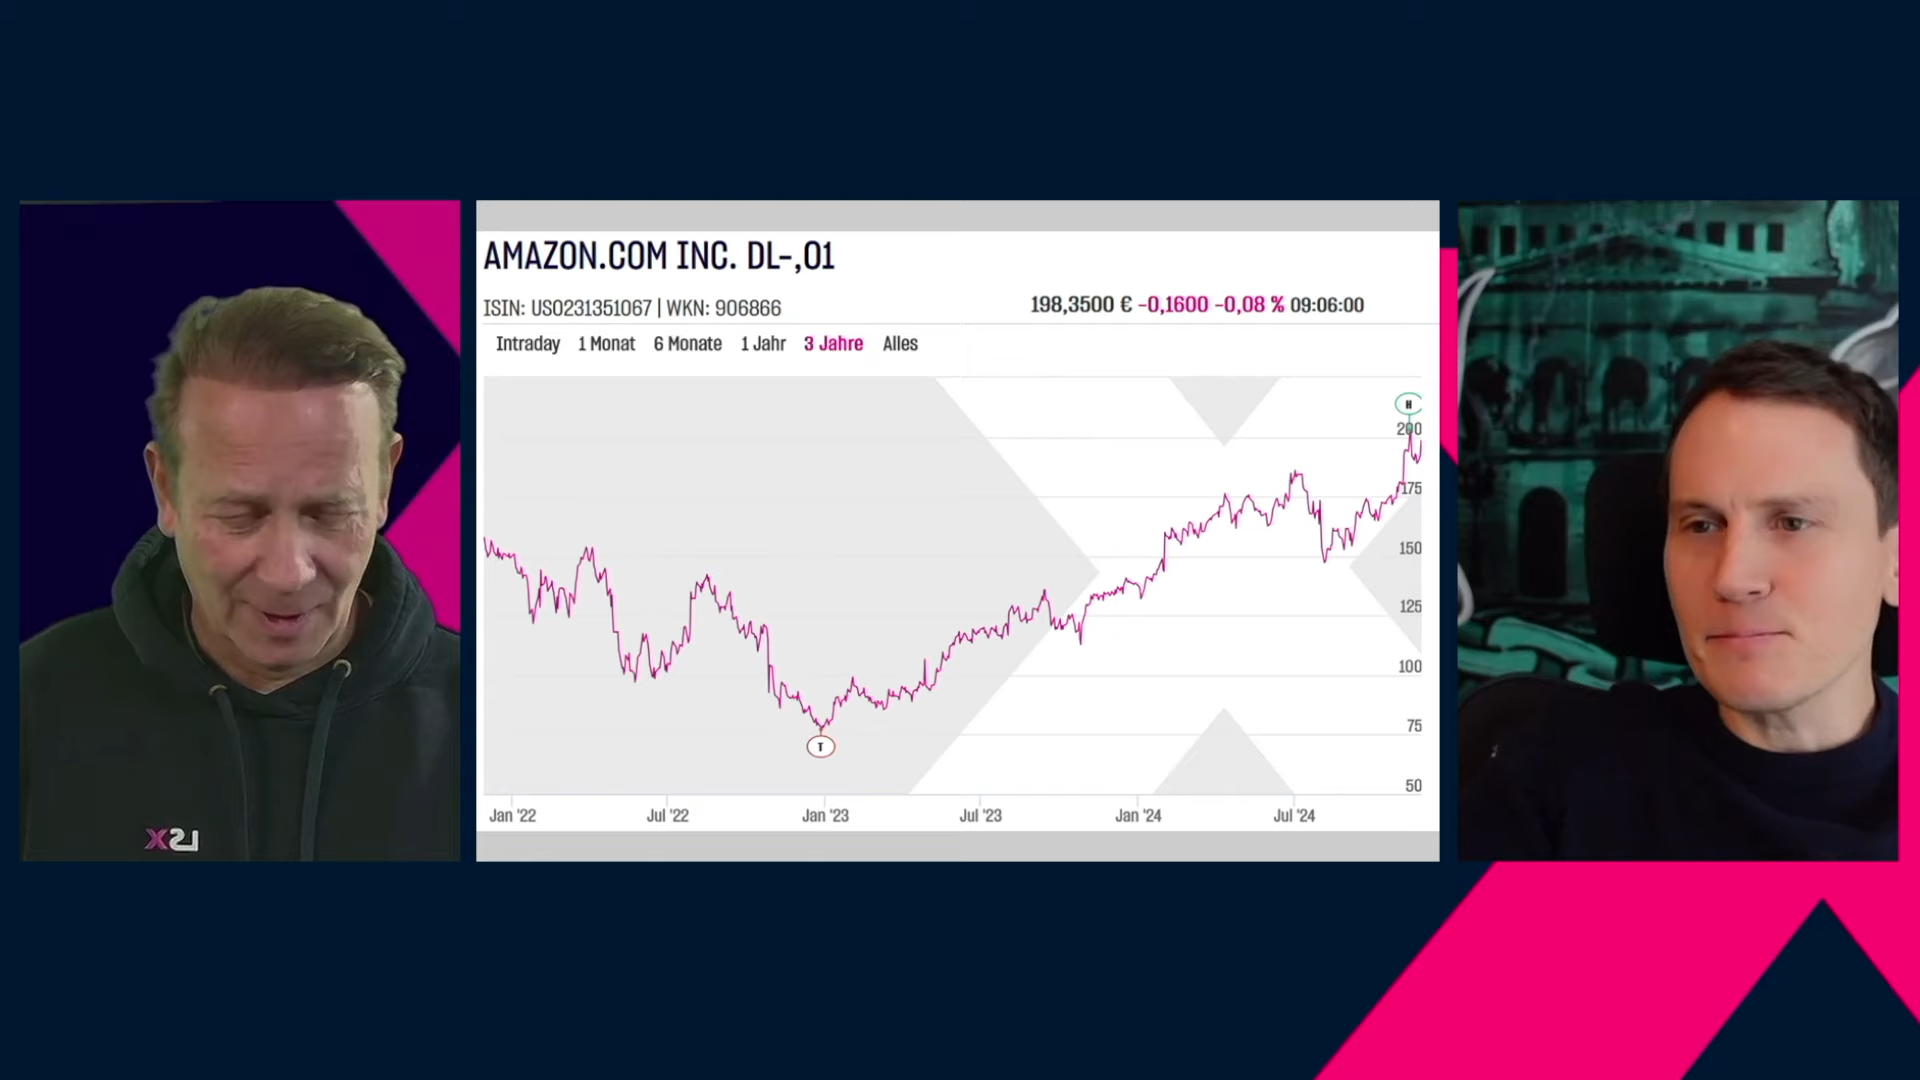 AMAZON.COM INC. DL-,01
ISIN: US0231351067 | WKN: 906866
198,3500 € -0,1600 -0,08 % 09:06:00
Intraday 1 Monat 6 Monate 1 Jahr 3 Jahre Alles
H
200
175
150
125
100
75
50
T
Jan '22 Jul '22 Jan '23 Jul '23 Jan '24 Jul '24
LSX